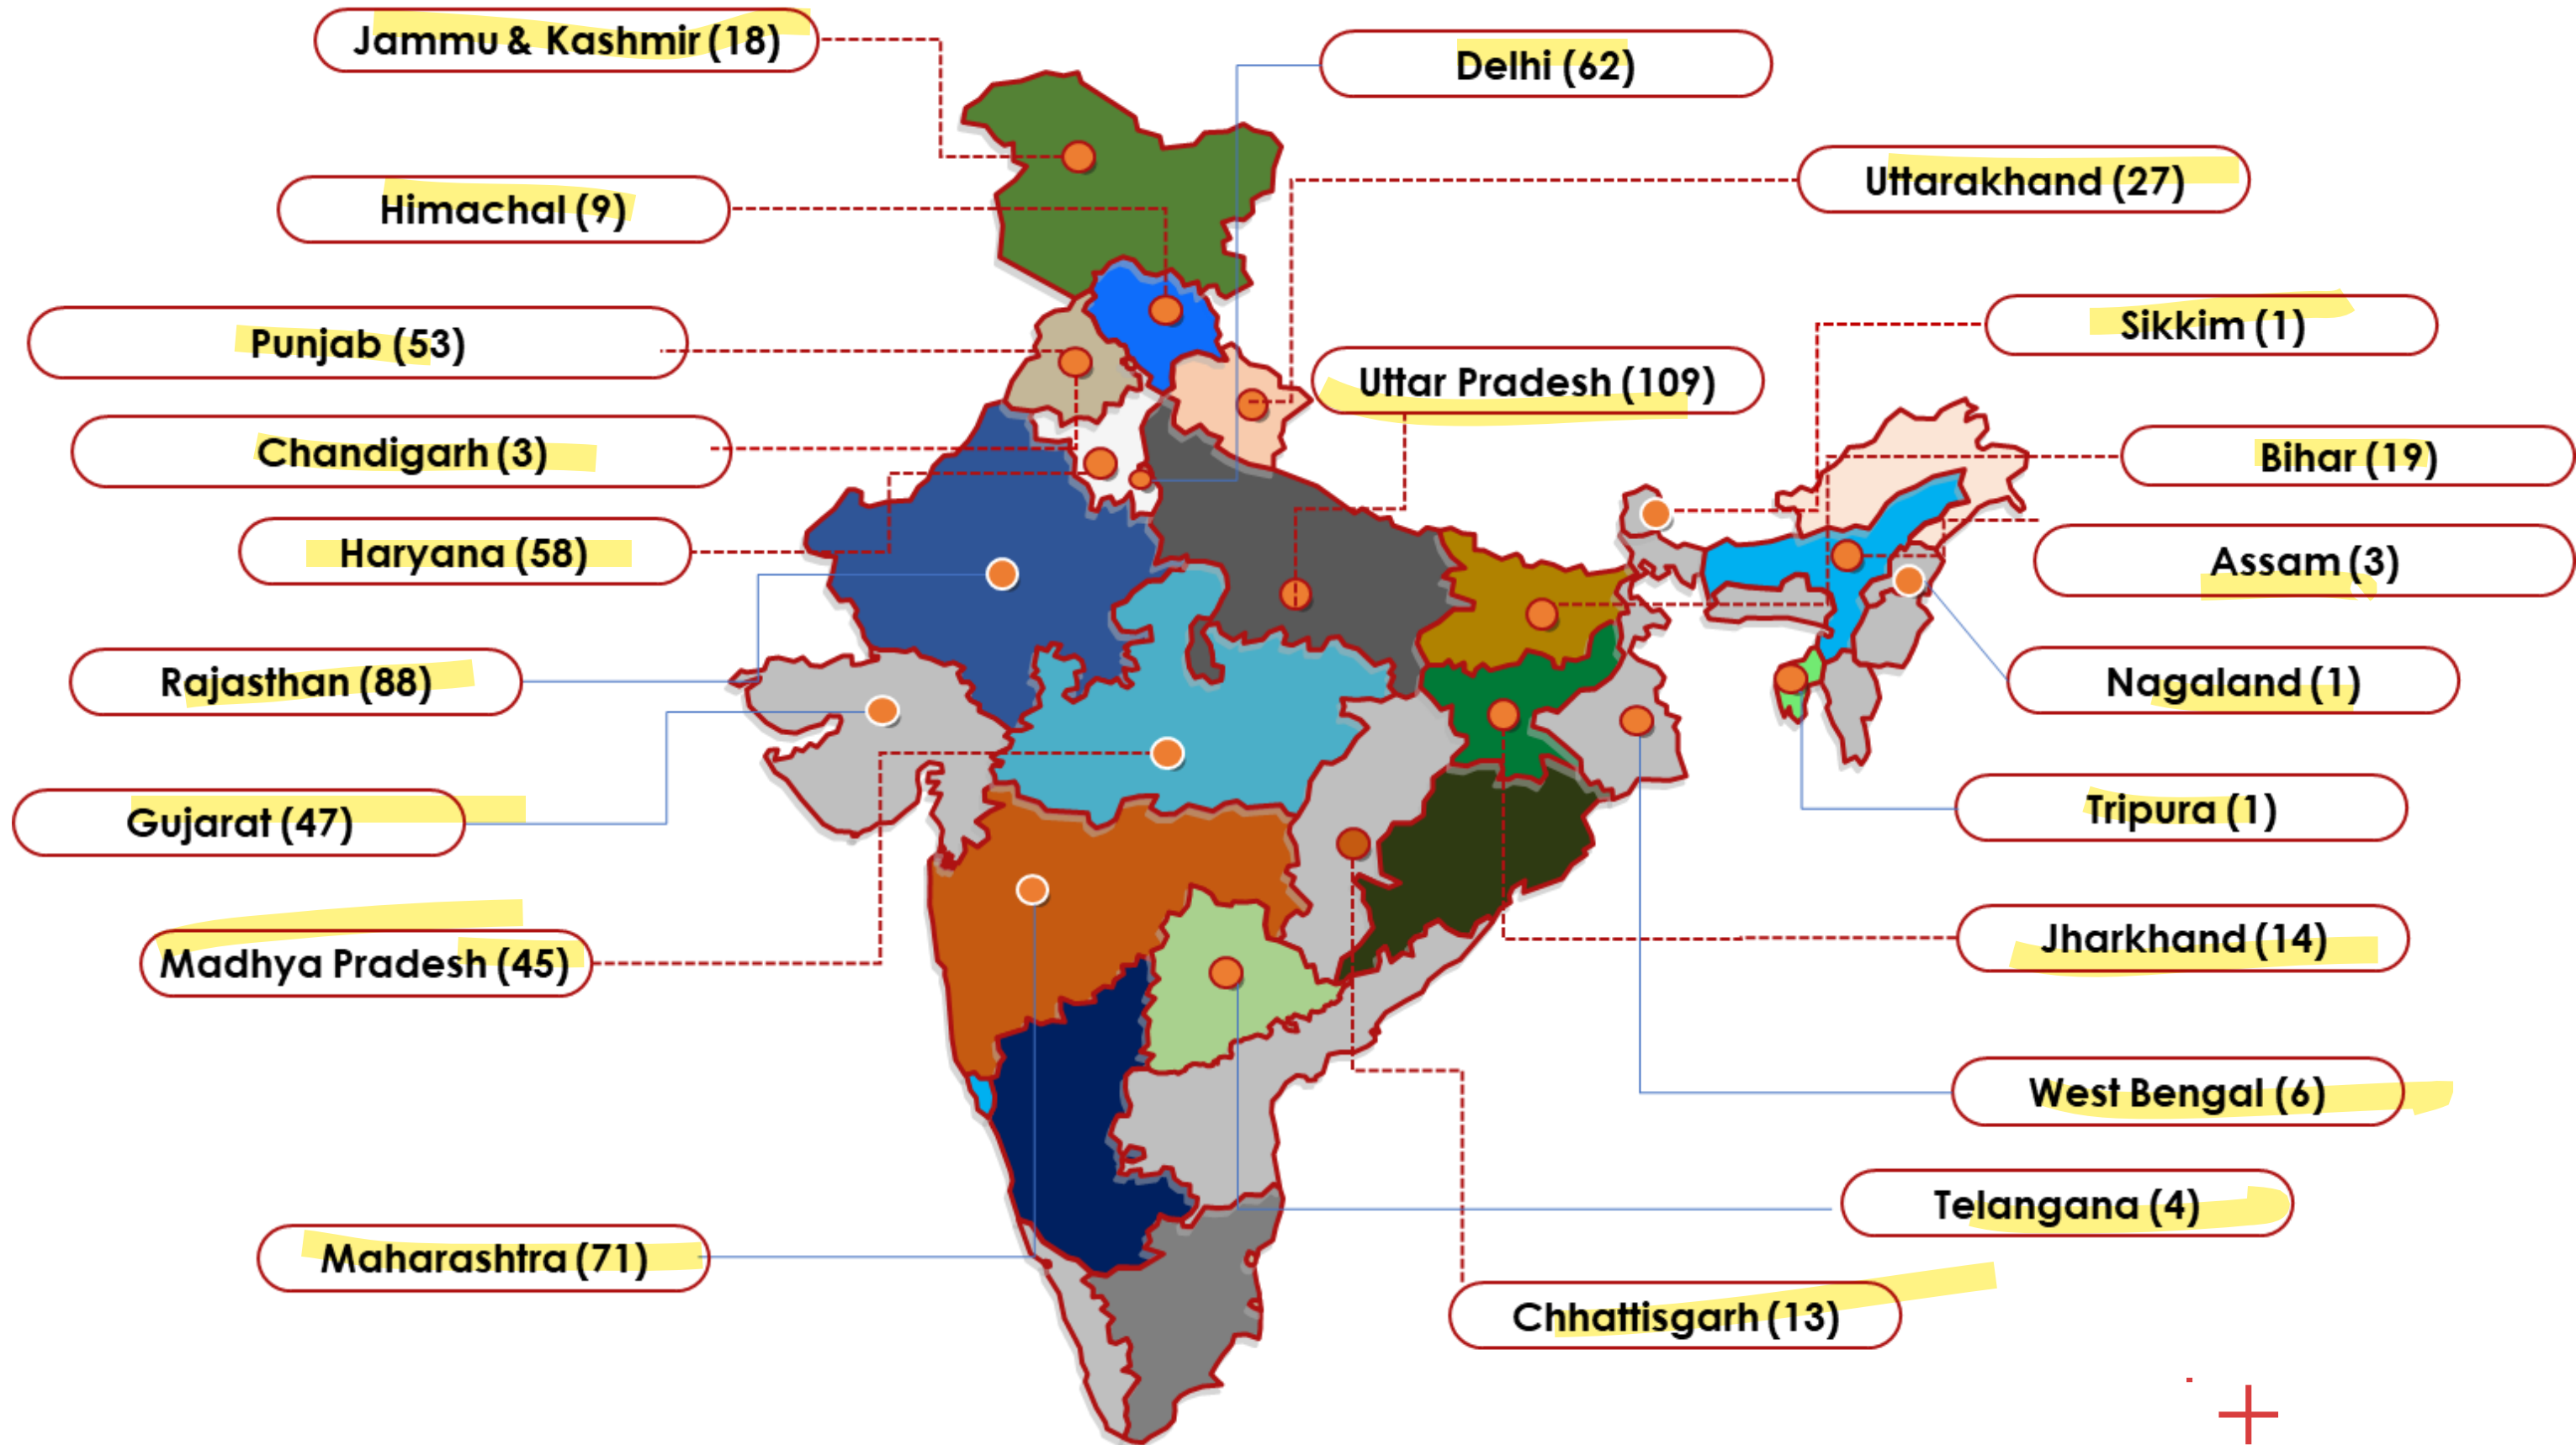 Jammu & Kashmir (18)
Delhi (62)
Uttarakhand (27)
Himachal (9)
Sikkim (1)
Punjab (53)
Uttar Pradesh (109)
Chandigarh (3)
Bihar (19)
Haryana (58)
Assam (3)
Rajasthan (88)
Nagaland (1)
Gujarat (47)
Tripura (1)
Madhya Pradesh (45)
Jharkhand (14)
West Bengal (6)
Telangana (4)
Maharashtra (71)
Chhattisgarh (13)